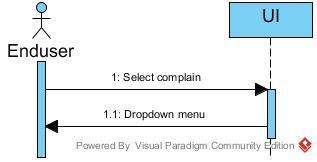 UI
Enduser
1: Select complain
1.1: Dropdown menu
Powered By Visual Paradigm Community Edition